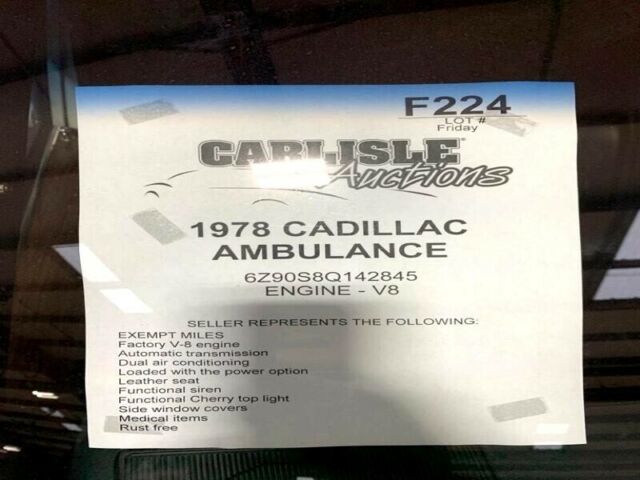 F224
LOT #
Friday
CARLISLE
Auctions
1978 CADILLAC
AMBULANCE
6Z90S8Q142845
ENGINE - V8
SELLER REPRESENTS THE FOLLOWING:
EXEMPT MILES
Factory V-8 engine
Automatic transmission
Dual air conditioning
Loaded with the power option
Leather seat
Functional siren
Functional Cherry top light
Side window covers
Medical items
Rust free